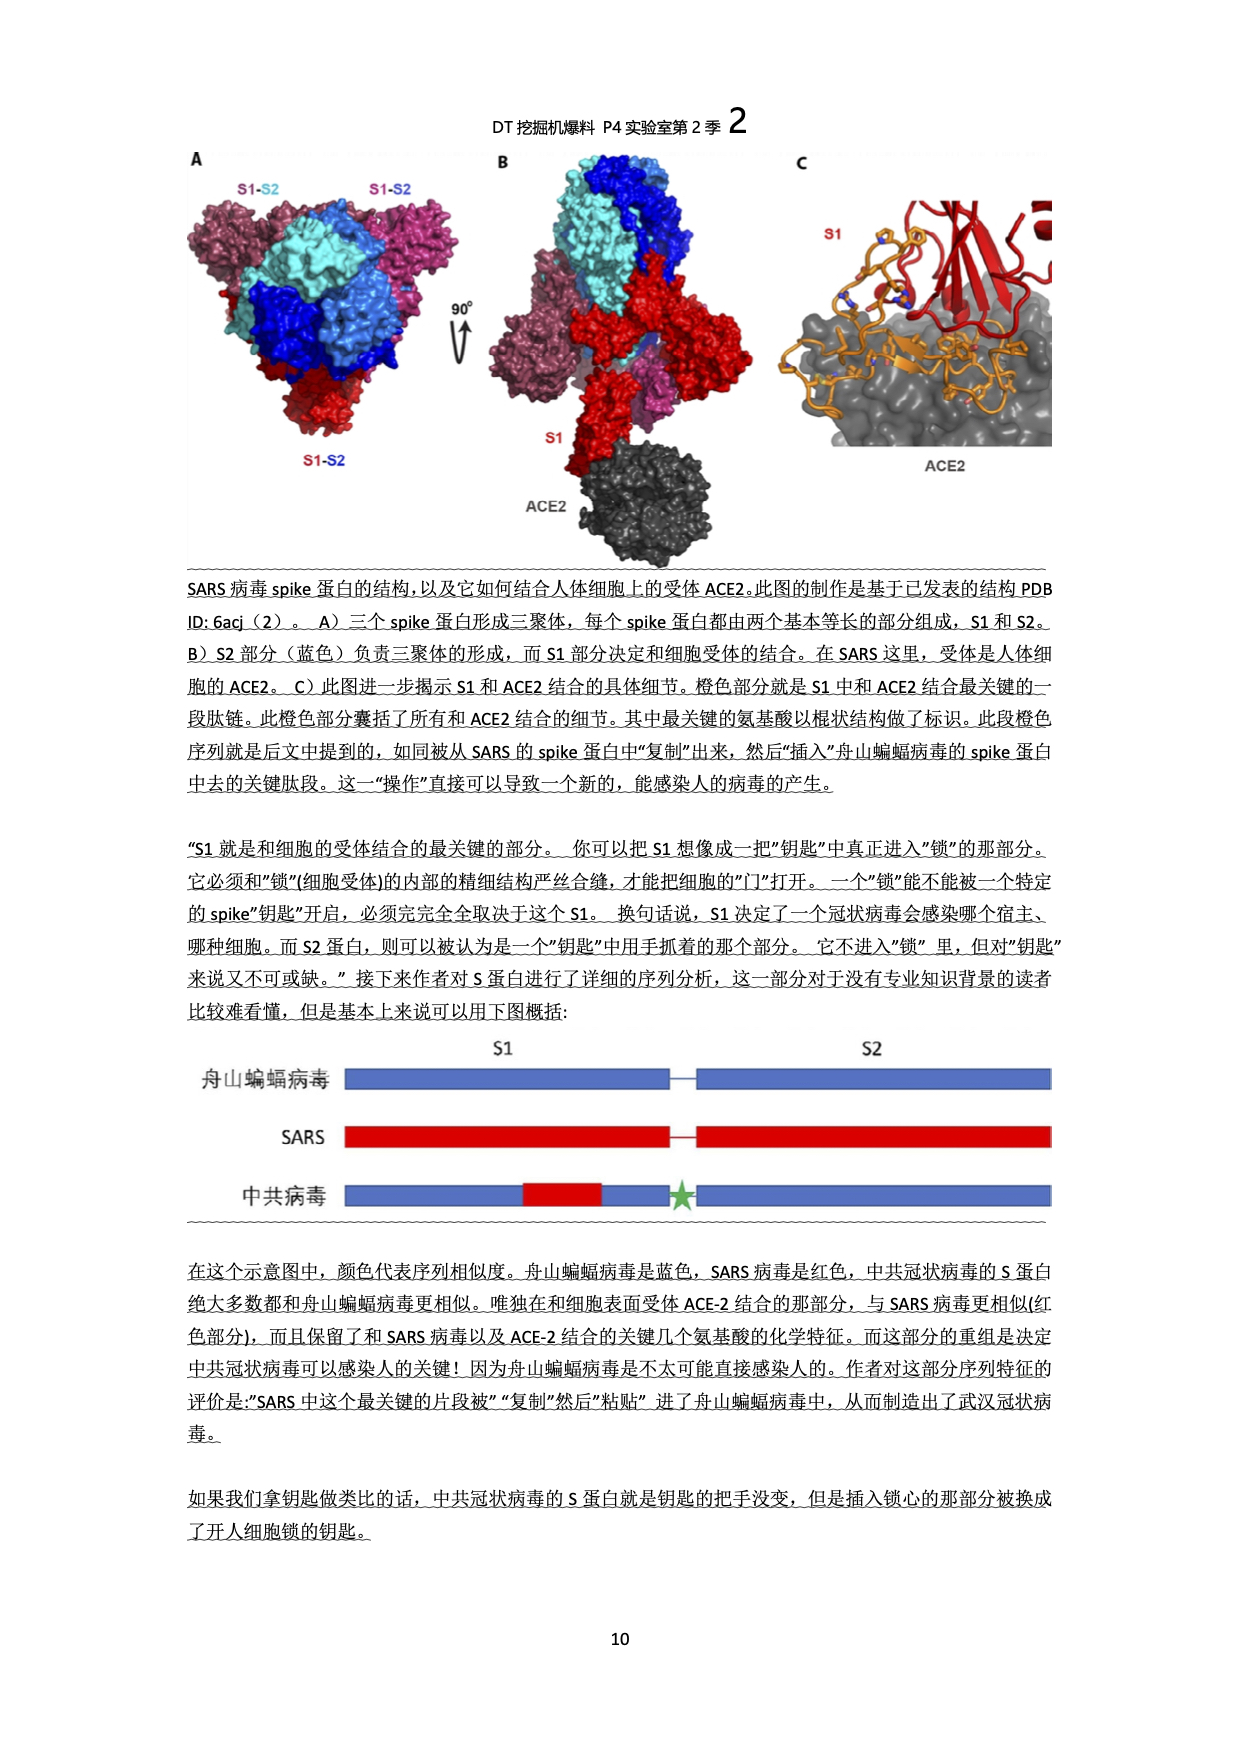 DT 挖掘机爆料 P4 实验室第 2 季 2
A
B
C
S1-S2
S1-S2
S1
90°
S1
S1-S2
ACE2
ACE2
SARS 病毒 spike 蛋白的结构，以及它如何结合人体细胞上的受体 ACE2。此图的制作是基于已发表的结构 PDB
ID: 6acj（2）。 A）三个 spike 蛋白形成三聚体，每个 spike 蛋白都由两个基本等长的部分组成，S1 和 S2。
B）S2 部分（蓝色）负责三聚体的形成，而 S1 部分决定和细胞受体的结合。在 SARS 这里，受体是人体细
胞的 ACE2。 C）此图进一步揭示 S1 和 ACE2 结合的具体细节。橙色部分就是 S1 中和 ACE2 结合最关键的一
段肽链。此橙色部分囊括了所有和 ACE2 结合的细节。其中最关键的氨基酸以棍状结构做了标识。此段橙色
序列就是后文中提到的，如同被从 SARS 的 spike 蛋白中“复制”出来，然后“插入”舟山蝙蝠病毒的 spike 蛋白
中去的关键肽段。这一“操作”直接可以导致一个新的，能感染人的病毒的产生。
“S1 就是和细胞的受体结合的最关键的部分。 你可以把 S1 想像成一把”钥匙”中真正进入”锁”的那部分。
它必须和”锁”(细胞受体)的内部的精细结构严丝合缝，才能把细胞的”门”打开。 一个”锁”能不能被一个特定
的 spike”钥匙”开启，必须完完全全取决于这个 S1。 换句话说，S1 决定了一个冠状病毒会感染哪个宿主、
哪种细胞。而 S2 蛋白，则可以被认为是一个”钥匙”中用手抓着的那个部分。 它不进入”锁” 里，但对”钥匙”
来说又不可或缺。” 接下来作者对 S 蛋白进行了详细的序列分析，这一部分对于没有专业知识背景的读者
比较难看懂，但是基本上来说可以用下图概括:
S1 S2
舟山蝙蝠病毒
SARS
中共病毒
在这个示意图中，颜色代表序列相似度。舟山蝙蝠病毒是蓝色，SARS 病毒是红色，中共冠状病毒的 S 蛋白
绝大多数都和舟山蝙蝠病毒更相似。唯独在和细胞表面受体 ACE-2 结合的那部分，与 SARS 病毒更相似(红
色部分)，而且保留了和 SARS 病毒以及 ACE-2 结合的关键几个氨基酸的化学特征。而这部分的重组是决定
中共冠状病毒可以感染人的关键！因为舟山蝙蝠病毒是不太可能直接感染人的。作者对这部分序列特征的
评价是:”SARS 中这个最关键的片段被” “复制”然后”粘贴” 进了舟山蝙蝠病毒中，从而制造出了武汉冠状病
毒。
如果我们拿钥匙做类比的话，中共冠状病毒的 S 蛋白就是钥匙的把手没变，但是插入锁心的那部分被换成
了开人细胞锁的钥匙。
10